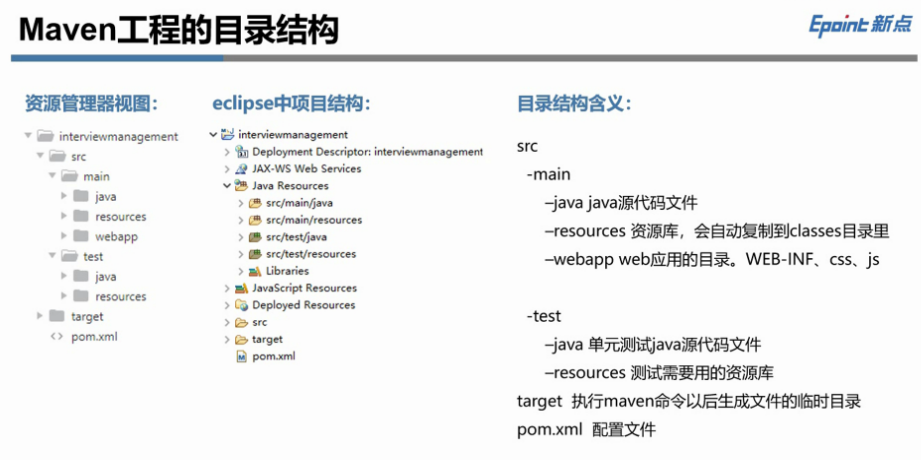 Maven工程的目录结构
Epoint 新点
资源管理器视图：
interviewmanagement
src
main
java
resources
webapp
test
java
resources
target
<> pom.xml
eclipse中项目结构：
interviewmanagement
Deployment Descriptor: interviewmanagement
JAX-WS Web Services
Java Resources
src/main/java
src/main/resources
src/test/java
src/test/resources
Libraries
JavaScript Resources
Deployed Resources
src
target
pom.xml
目录结构含义：
src
-main
–java java源代码文件
–resources 资源库，会自动复制到classes目录里
–webapp web应用的目录。WEB-INF、css、js
-test
–java 单元测试java源代码文件
–resources 测试需要用的资源库
target 执行maven命令以后生成文件的临时目录
pom.xml 配置文件